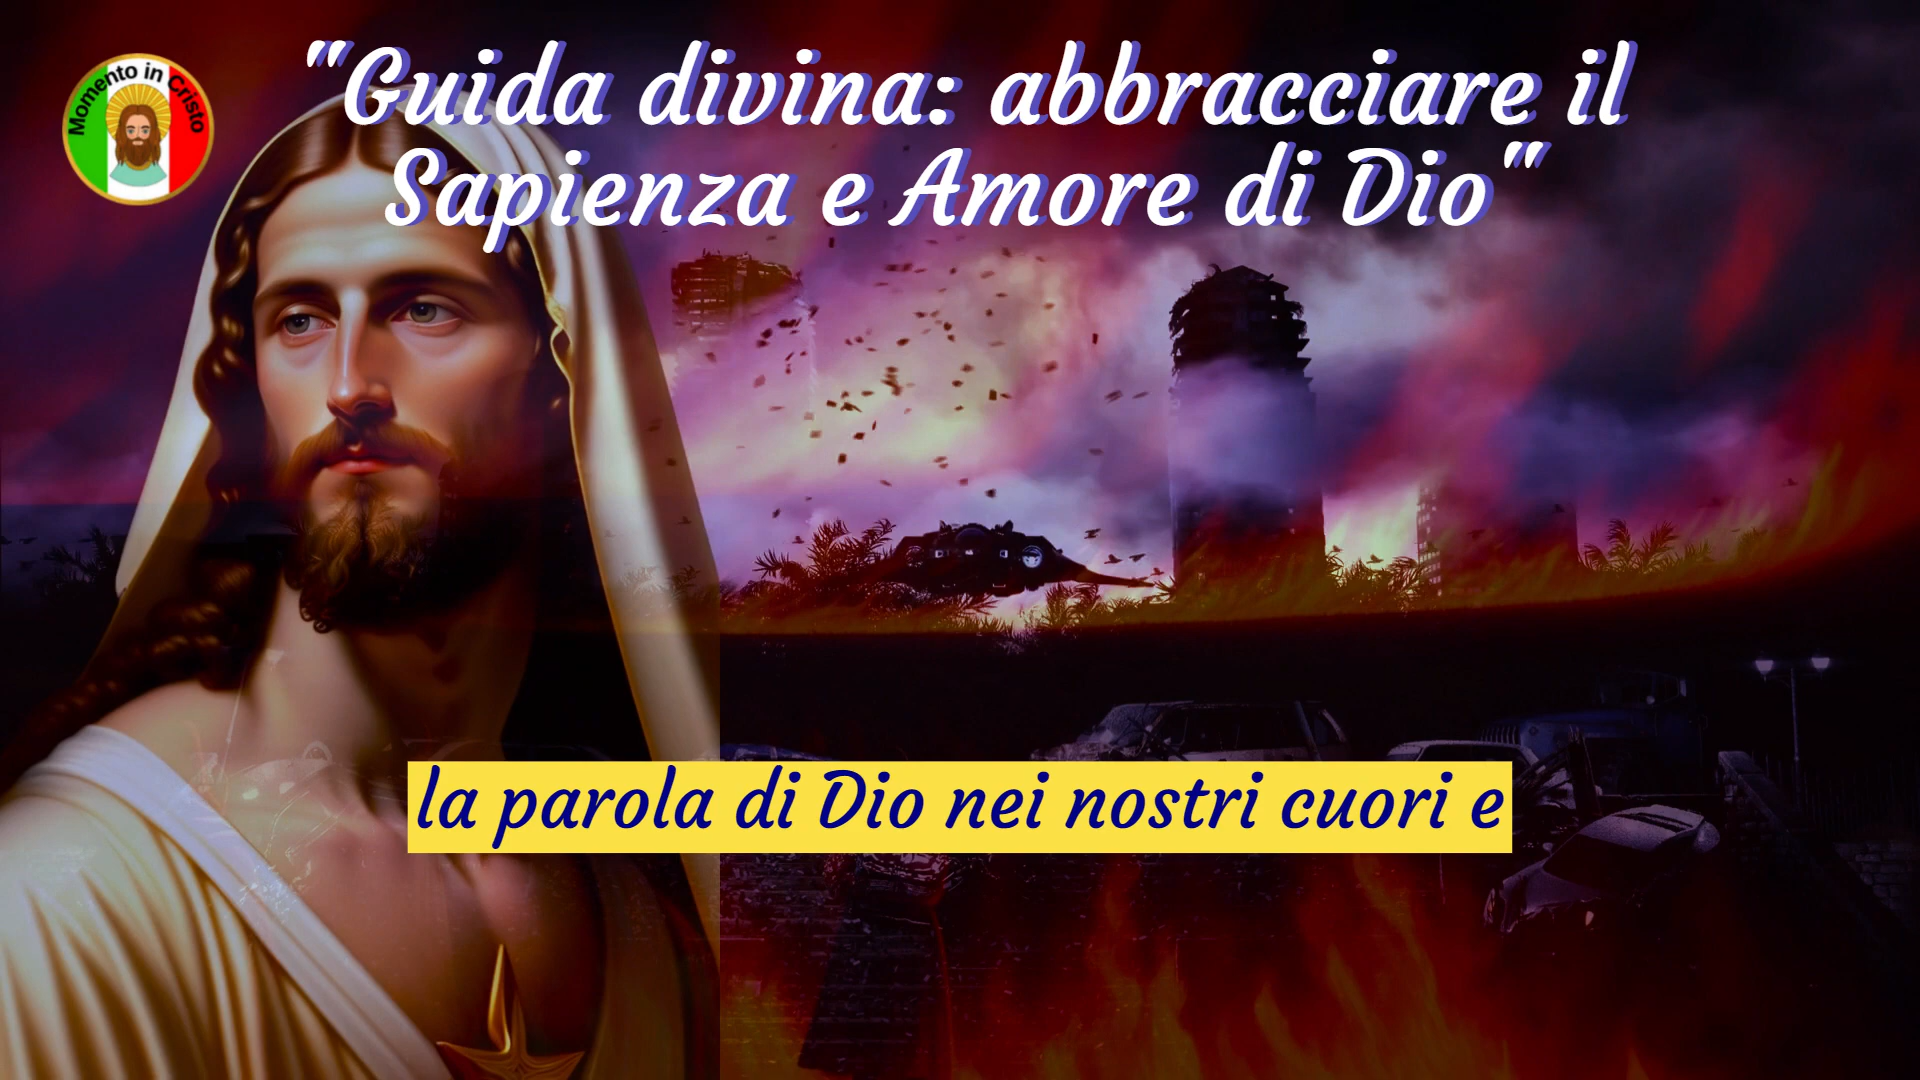 Momento in Cristo
"Guida divina: abbracciare il
Sapienza e Amore di Dio"
la parola di Dio nei nostri cuori e